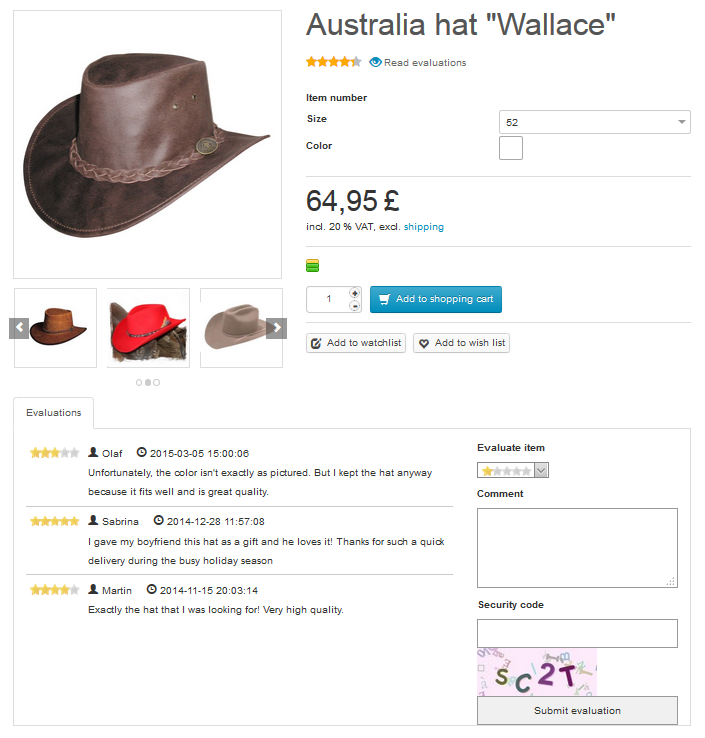 Australia hat "Wallace"
Read evaluations
Item number
Size
52
Color
64,95 £
incl. 20 % VAT, excl. shipping
1
Add to shopping cart
Add to watchlist
Add to wish list
Evaluations
Olaf 2015-03-05 15:00:06
Unfortunately, the color isn't exactly as pictured. But I kept the hat anyway
because it fits well and is great quality.
Sabrina 2014-12-28 11:57:08
I gave my boyfriend this hat as a gift and he loves it! Thanks for such a quick
delivery during the busy holiday season
Martin 2014-11-15 20:03:14
Exactly the hat that I was looking for! Very high quality.
Evaluate item
Comment
Security code
SC2T
Submit evaluation